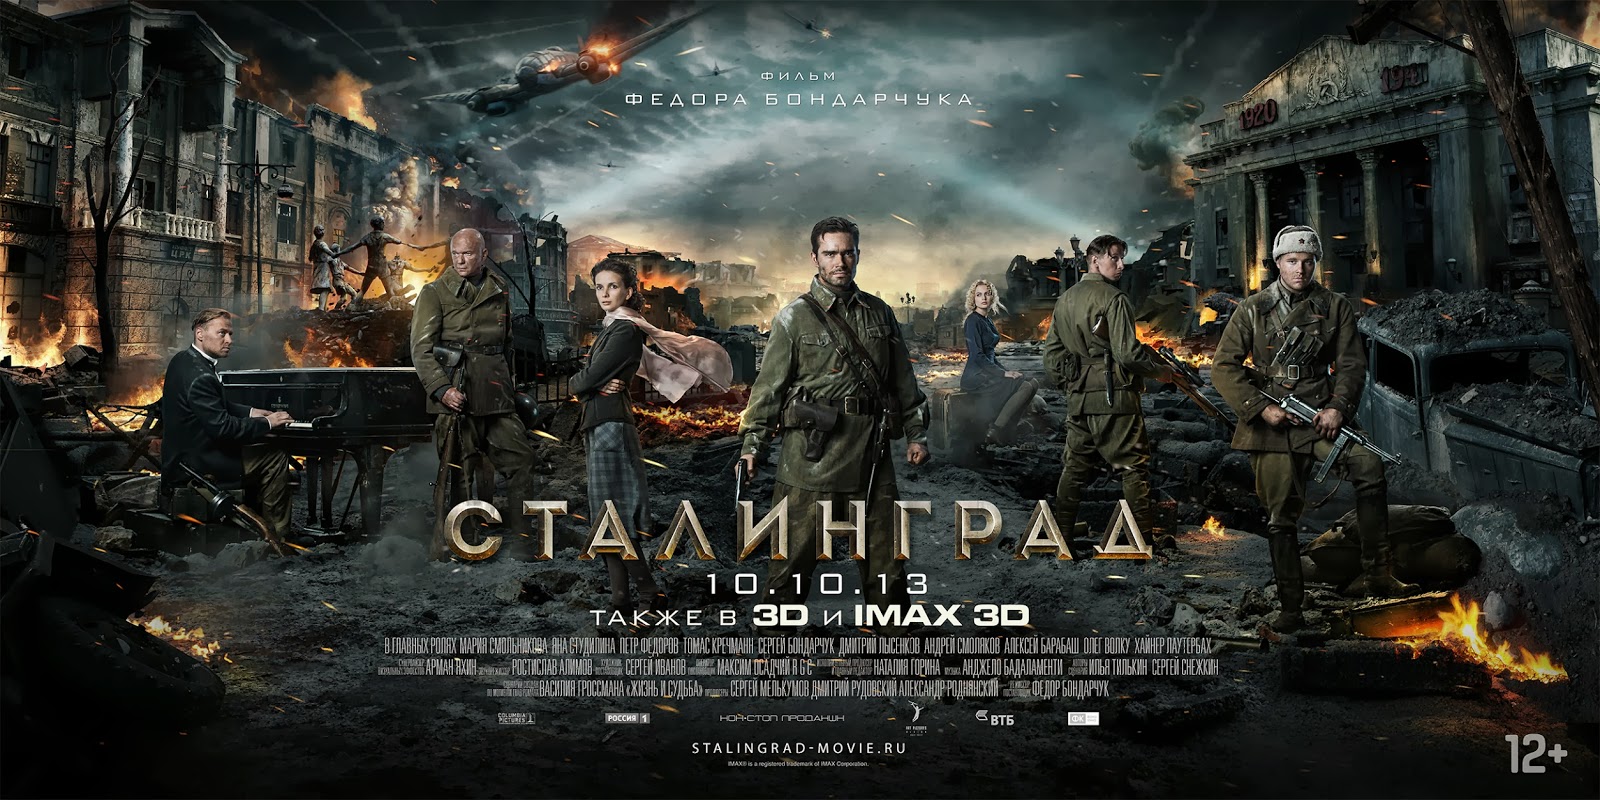 ФИЛЬМ
ФЕДОРА БОНДАРЧУКА
1920
1941
ЦРК
СТАЛИНГРАД
10.10.13
ТАКЖЕ В 3D И IMAX 3D
В ГЛАВНЫХ РОЛЯХ МАРИЯ СМОЛЬНИКОВА ЯНА СТУДИЛИНА ПЕТР ФЕДОРОВ ТОМАС КРЕЧМАНН СЕРГЕЙ БОНДАРЧУК ДМИТРИЙ ЛЫСЕНКОВ АНДРЕЙ СМОЛЯКОВ АЛЕКСЕЙ БАРАБАШ ОЛЕГ ВОЛКУ ХАЙНЕР ЛАУТЕРБАХ
АРМАН ЯХИН РОСТИСЛАВ АЛИМОВ СЕРГЕЙ ИВАНОВ МАКСИМ ОСАДЧИЙ R G C НАТАЛИЯ ГОРИНА АНДЖЕЛО БАДАЛАМЕНТИ ИЛЬЯ ТИЛЬКИН СЕРГЕЙ СНЕЖКИН
ВАСИЛИЯ ГРОССМАНА «ЖИЗНЬ И СУДЬБА» СЕРГЕЙ МЕЛЬКУМОВ ДМИТРИЙ РУДОВСКИЙ АЛЕКСАНДР РОДНЯНСКИЙ ФЕДОР БОНДАРЧУК
COLUMBIA PICTURES РОССИЯ 1 НОН·СТОП ПРОДАКШН ВТБ
STALINGRAD-MOVIE.RU
IMAX® is a registered trademark of IMAX Corporation.
12+